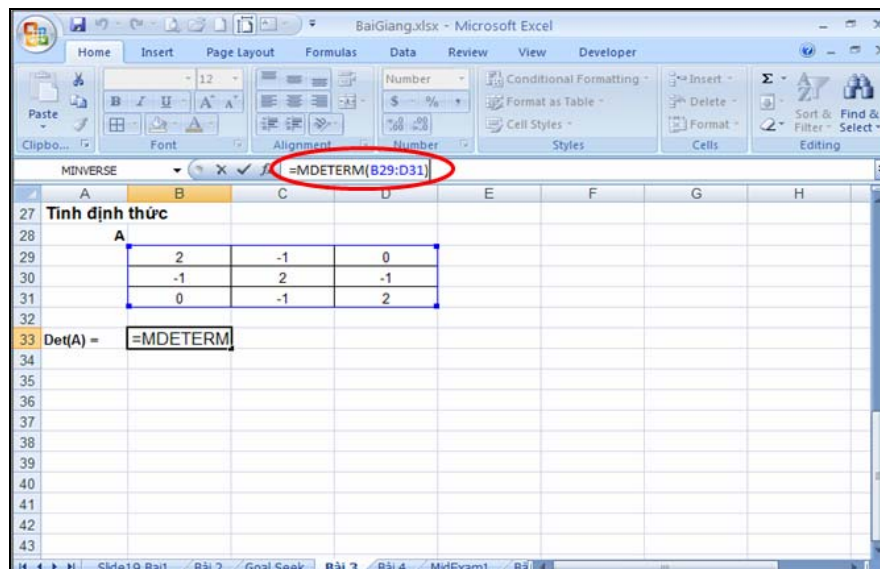 BaiGiang.xlsx - Microsoft Excel
Home Insert Page Layout Formulas Data Review View Developer
Paste
12
B I U A A
Number
$ % ,
Conditional Formatting
Format as Table
Cell Styles
Insert
Delete
Format
Σ
Sort & Filter
Find & Select
Clipbo... Font Alignment Number Styles Cells Editing
MINVERSE =MDETERM(B29:D31)
A B C D E F G H
27 Tính định thức
28 A
29 2 -1 0
30 -1 2 -1
31 0 -1 2
32
33 Det(A) = =MDETERM
34
35
36
37
38
39
40
41
42
43
Slide19 Bai1 Bài 2 Goal Seek Bài 3 Bài 4 MidExam1